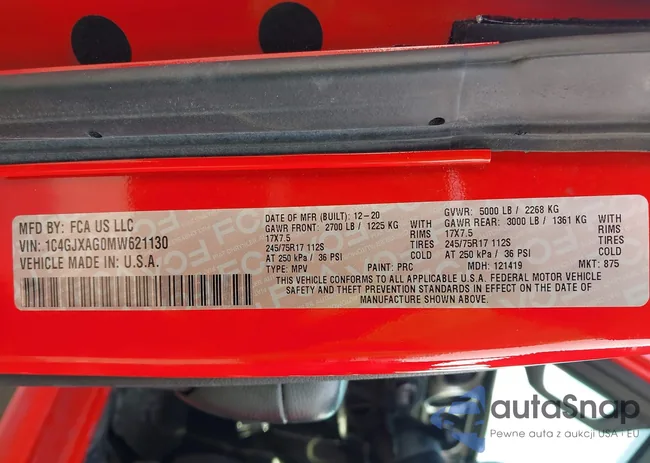 MFD BY: FCA US LLC
VIN: 1C4GJXAG0MW621130
VEHICLE MADE IN: U.S.A.
DATE OF MFR (BUILT): 12-20
GAWR FRONT: 2700 LB / 1225 KG WITH
17X7.5 RIMS
245/75R17 112S TIRES
AT 250 kPa / 36 PSI COLD
TYPE: MPV PAINT: PRC
GVWR: 5000 LB / 2268 KG
GAWR REAR: 3000 LB / 1361 KG WITH
17X7.5 RIMS
245/75R17 112S TIRES
AT 250 kPa / 36 PSI COLD
MDH: 121419 MKT: 875
THIS VEHICLE CONFORMS TO ALL APPLICABLE U.S.A. FEDERAL MOTOR VEHICLE
SAFETY AND THEFT PREVENTION STANDARDS IN EFFECT ON THE DATE OF
MANUFACTURE SHOWN ABOVE.
autaSnap
Pewne auta z aukcji USA i EU